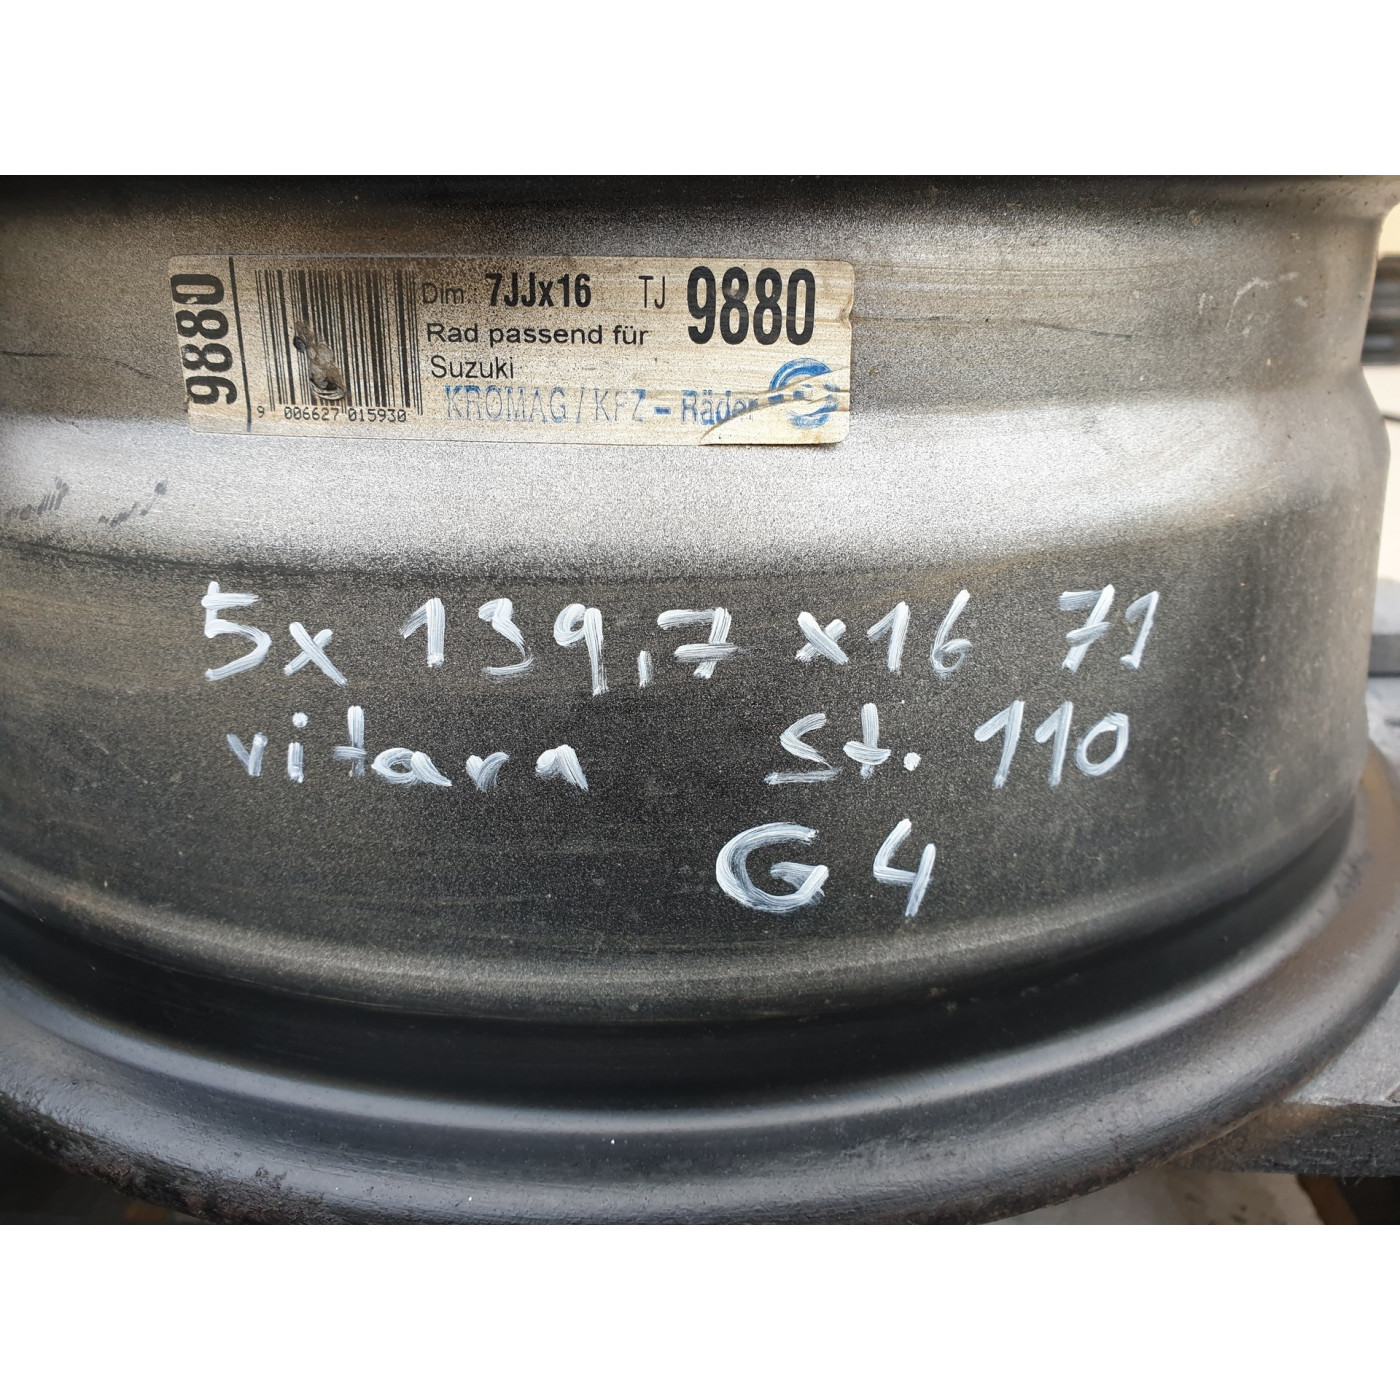 9880
Dim.: 7JJx16 TJ 9880
Rad passend für
Suzuki
KROMAG / KFZ - Räder
9 006627 015930
5x 139,7 x16 7J
vitara St. 110
G4